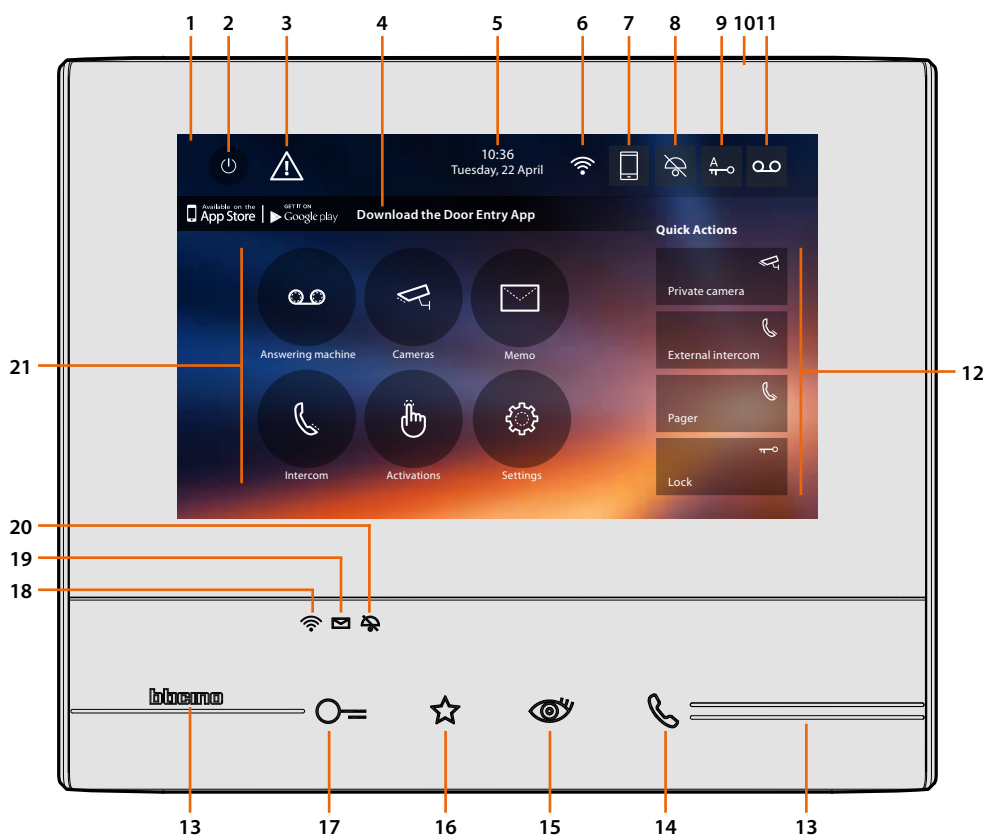 1 2 3 4 5 6 7 8 9 10 11
10:36
Tuesday, 22 April
A
Available on the
App Store
GET IT ON
Google play
Download the Door Entry App
Quick Actions
Private camera
External intercom
Pager
Lock
Answering machine
Cameras
Memo
Intercom
Activations
Settings
21
12
20
19
18
bticino
13 17 16 15 14 13